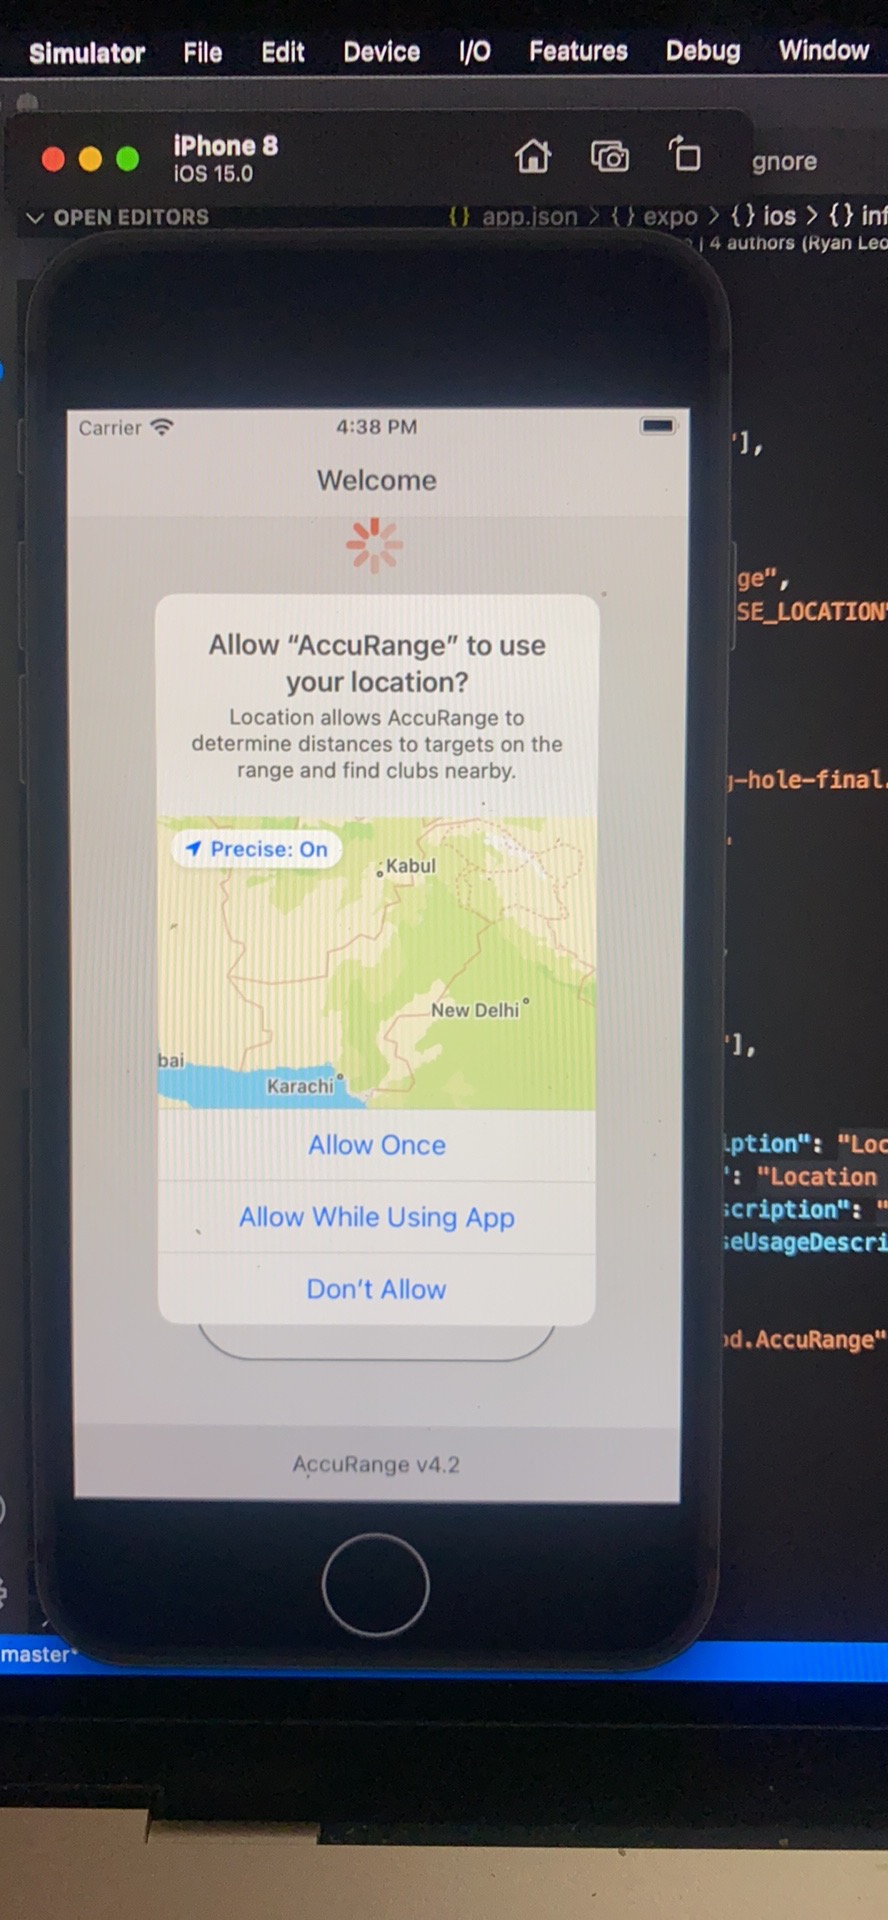 Simulator File Edit Device I/O Features Debug Window
iPhone 8
iOS 15.0
gnore
OPEN EDITORS
{} app.json > {} expo > {} ios > {} inf
| 4 authors (Ryan Leo
Carrier 4:38 PM
Welcome
'],
ge",
SE_LOCATION"
Allow “AccuRange” to use
your location?
Location allows AccuRange to
determine distances to targets on the
range and find clubs nearby.
-hole-final.
Precise: On
Kabul
New Delhi
bai
Karachi
'],
Allow Once
ption": "Loc
": "Location
Allow While Using App
scription": "
seUsageDescri
Don’t Allow
od.AccuRange"
AccuRange v4.2
master*